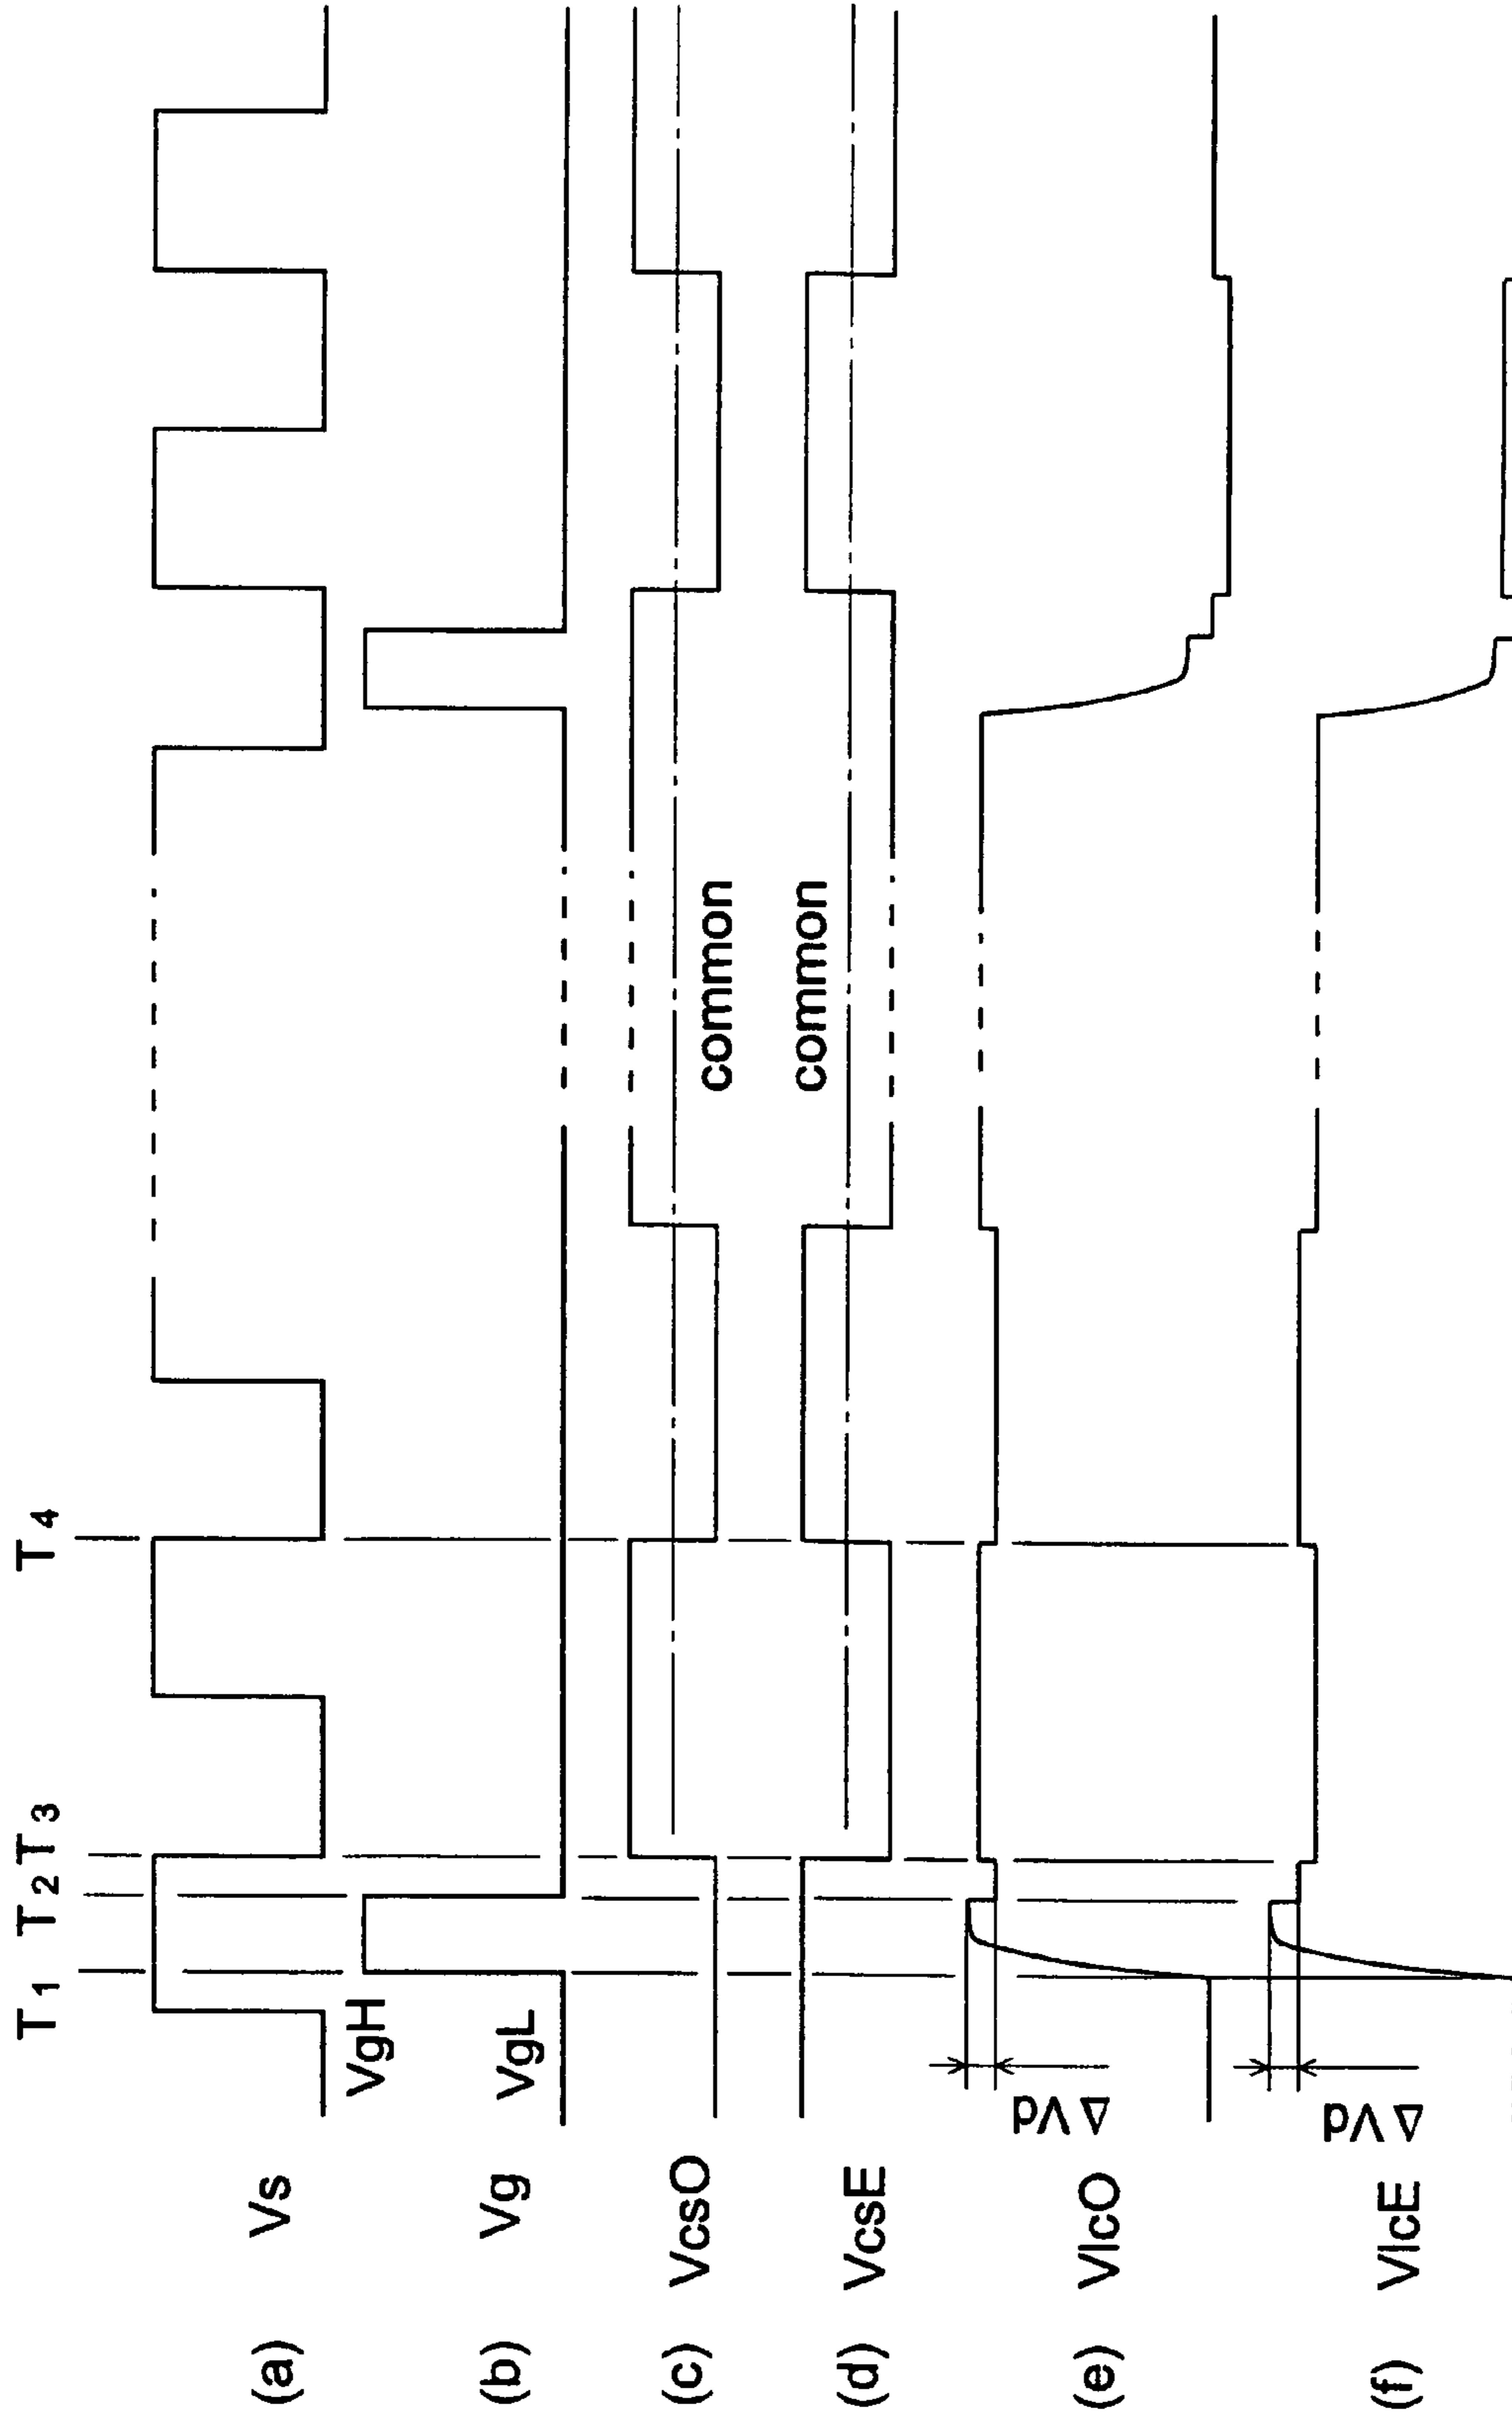 T1 T2 T3 T4
(a) Vs
VgH
(b) Vg VgL
(c) VcsO
common
common
(d) VcsE
ΔVd
(e) VlcO
ΔVd
(f) VlcE